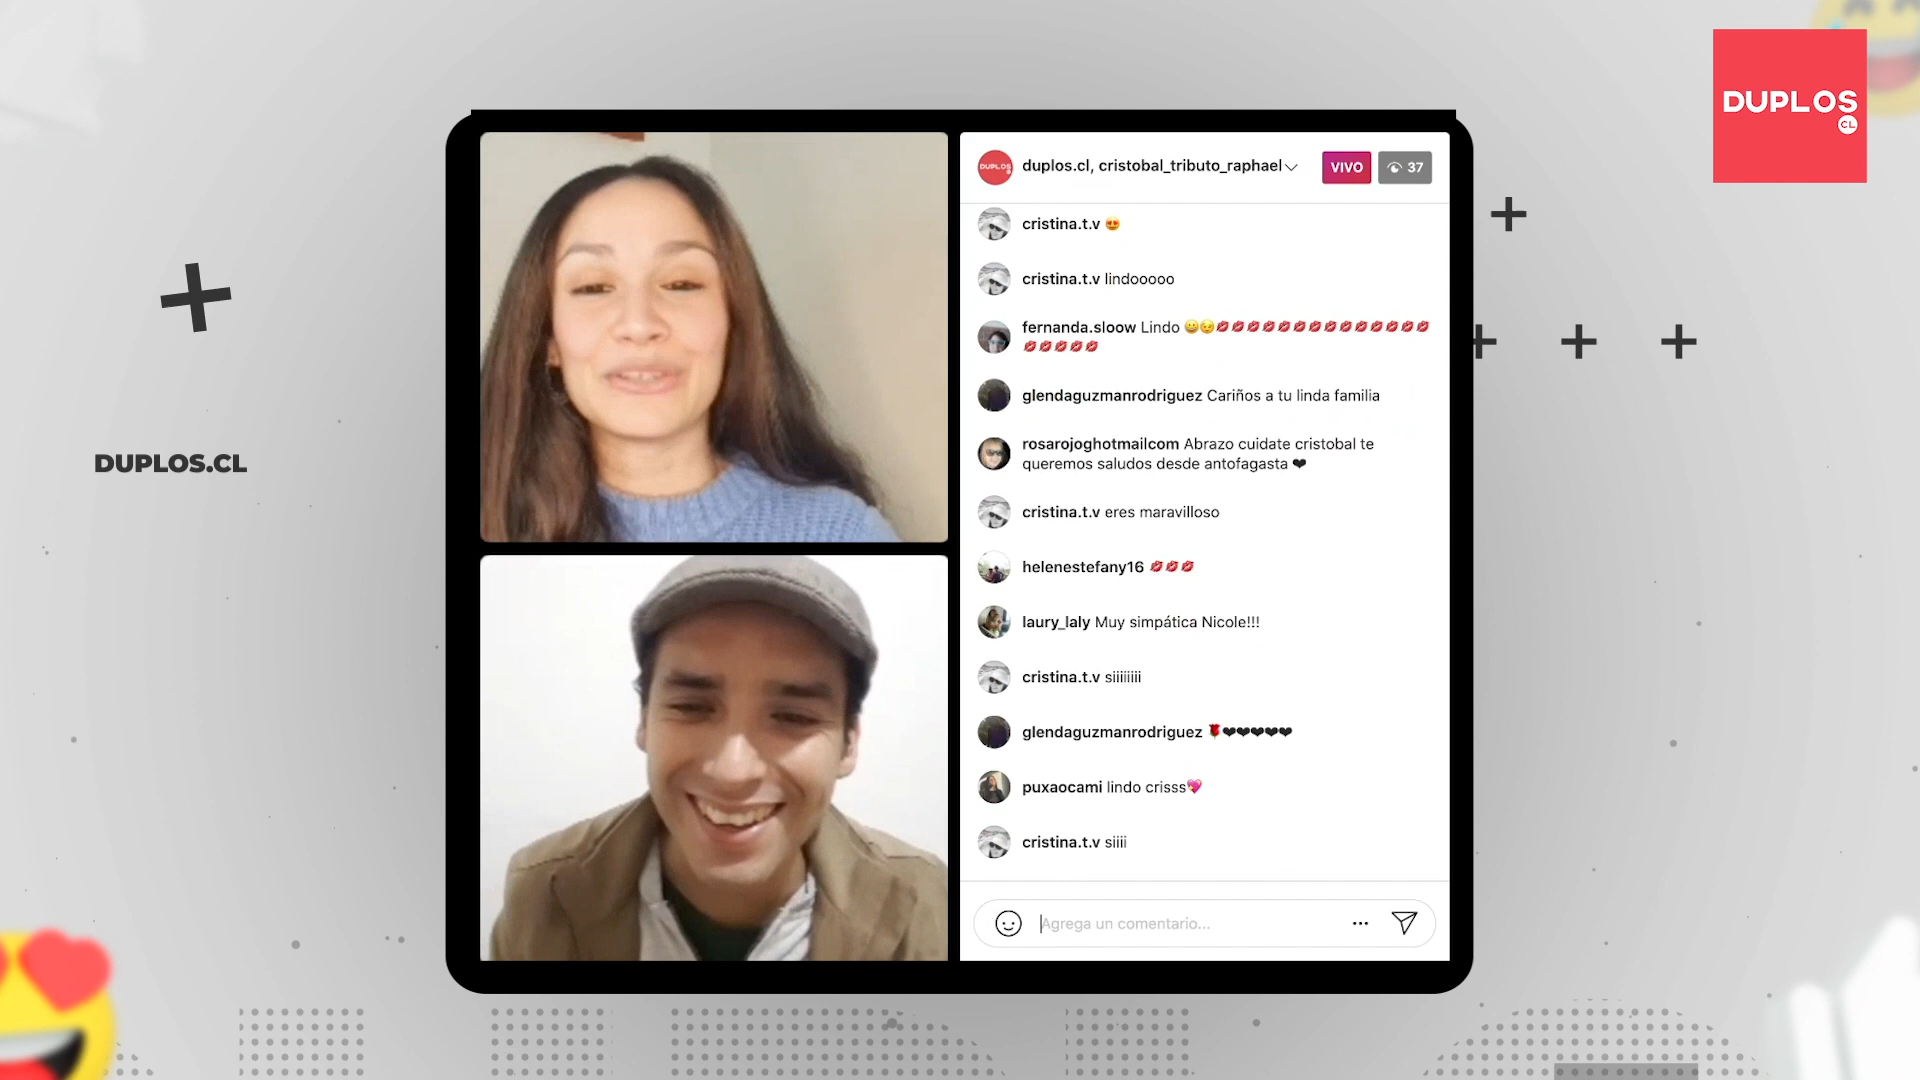 DUPLOS
CL
DUPLOS.CL
DUPLOS
duplos.cl, cristobal_tributo_raphael
VIVO
37
cristina.t.v 😍
cristina.t.v lindooooo
fernanda.sloow Lindo 😀😉💋💋💋💋💋💋💋💋💋💋💋💋💋💋
💋💋💋💋💋
glendaguzmanrodriguez Cariños a tu linda familia
rosarojoghotmailcom Abrazo cuidate cristobal te
queremos saludos desde antofagasta ❤
cristina.t.v eres maravilloso
helenestefany16 💋💋💋
laury_laly Muy simpática Nicole!!!
cristina.t.v siiiiiiii
glendaguzmanrodriguez 🌹❤❤❤❤❤
puxaocami lindo crisss💖
cristina.t.v siiii
Agrega un comentario...